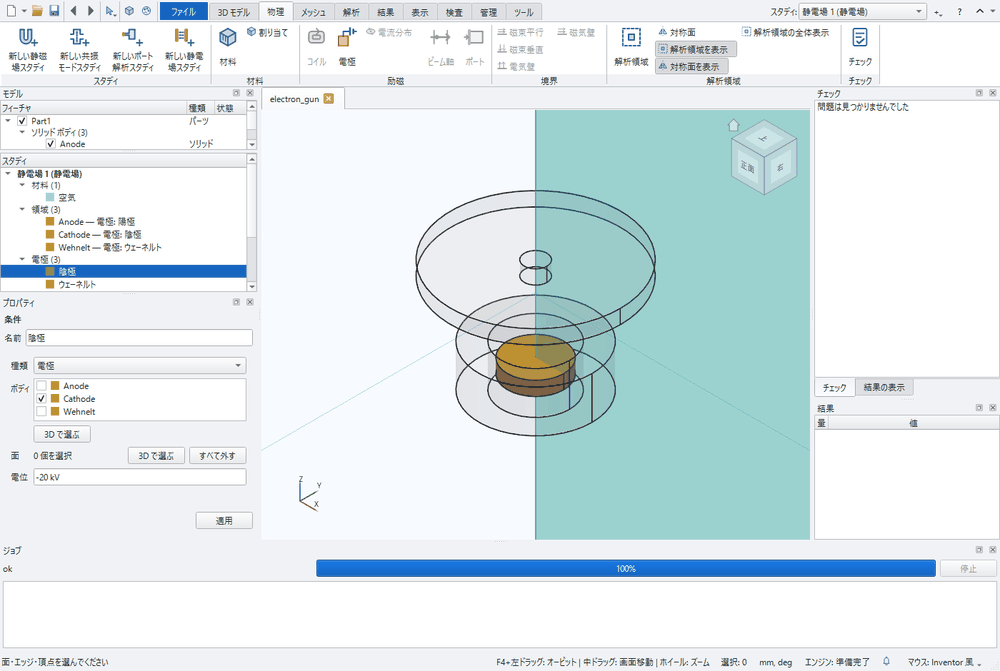 ファイル 3D モデル 物理 メッシュ 解析 結果 表示 検査 管理 ツール スタディ: 静電場 1 (静電場) ?
新しい静磁場スタディ 新しい共振モードスタディ 新しいポート解析スタディ 新しい静電場スタディ
スタディ
材料 割り当て
材料
コイル 電極 電流分布 ビーム軸 ポート
励磁
磁束平行 磁気壁
磁束垂直
電気壁
境界
解析領域 対称面 解析領域の全体表示
解析領域を表示
対称面を表示
解析領域
チェック
チェック
モデル
フィーチャ 種類 状態
Part1 パーツ
ソリッド ボディ (3)
Anode ソリッド
スタディ
静電場 1 (静電場)
材料 (1)
空気
領域 (3)
Anode — 電極: 陽極
Cathode — 電極: 陰極
Wehnelt — 電極: ウェーネルト
電極 (3)
陰極
ウェーネルト
プロパティ
条件
名前 陰極
種類 電極
ボディ Anode
Cathode
Wehnelt
3D で選ぶ
面 0 個を選択 3D で選ぶ すべて外す
電位 -20 kV
適用
electron_gun
上
正面 右
Z
Y
X
チェック
問題は見つかりませんでした
チェック 結果の表示
結果
量 値
ジョブ
ok 100% 停止
面・エッジ・頂点を選んでください F4+左ドラッグ: オービット | 中ドラッグ: 画面移動 | ホイール: ズーム 選択: 0 mm, deg エンジン: 準備完了 マウス: Inventor 風